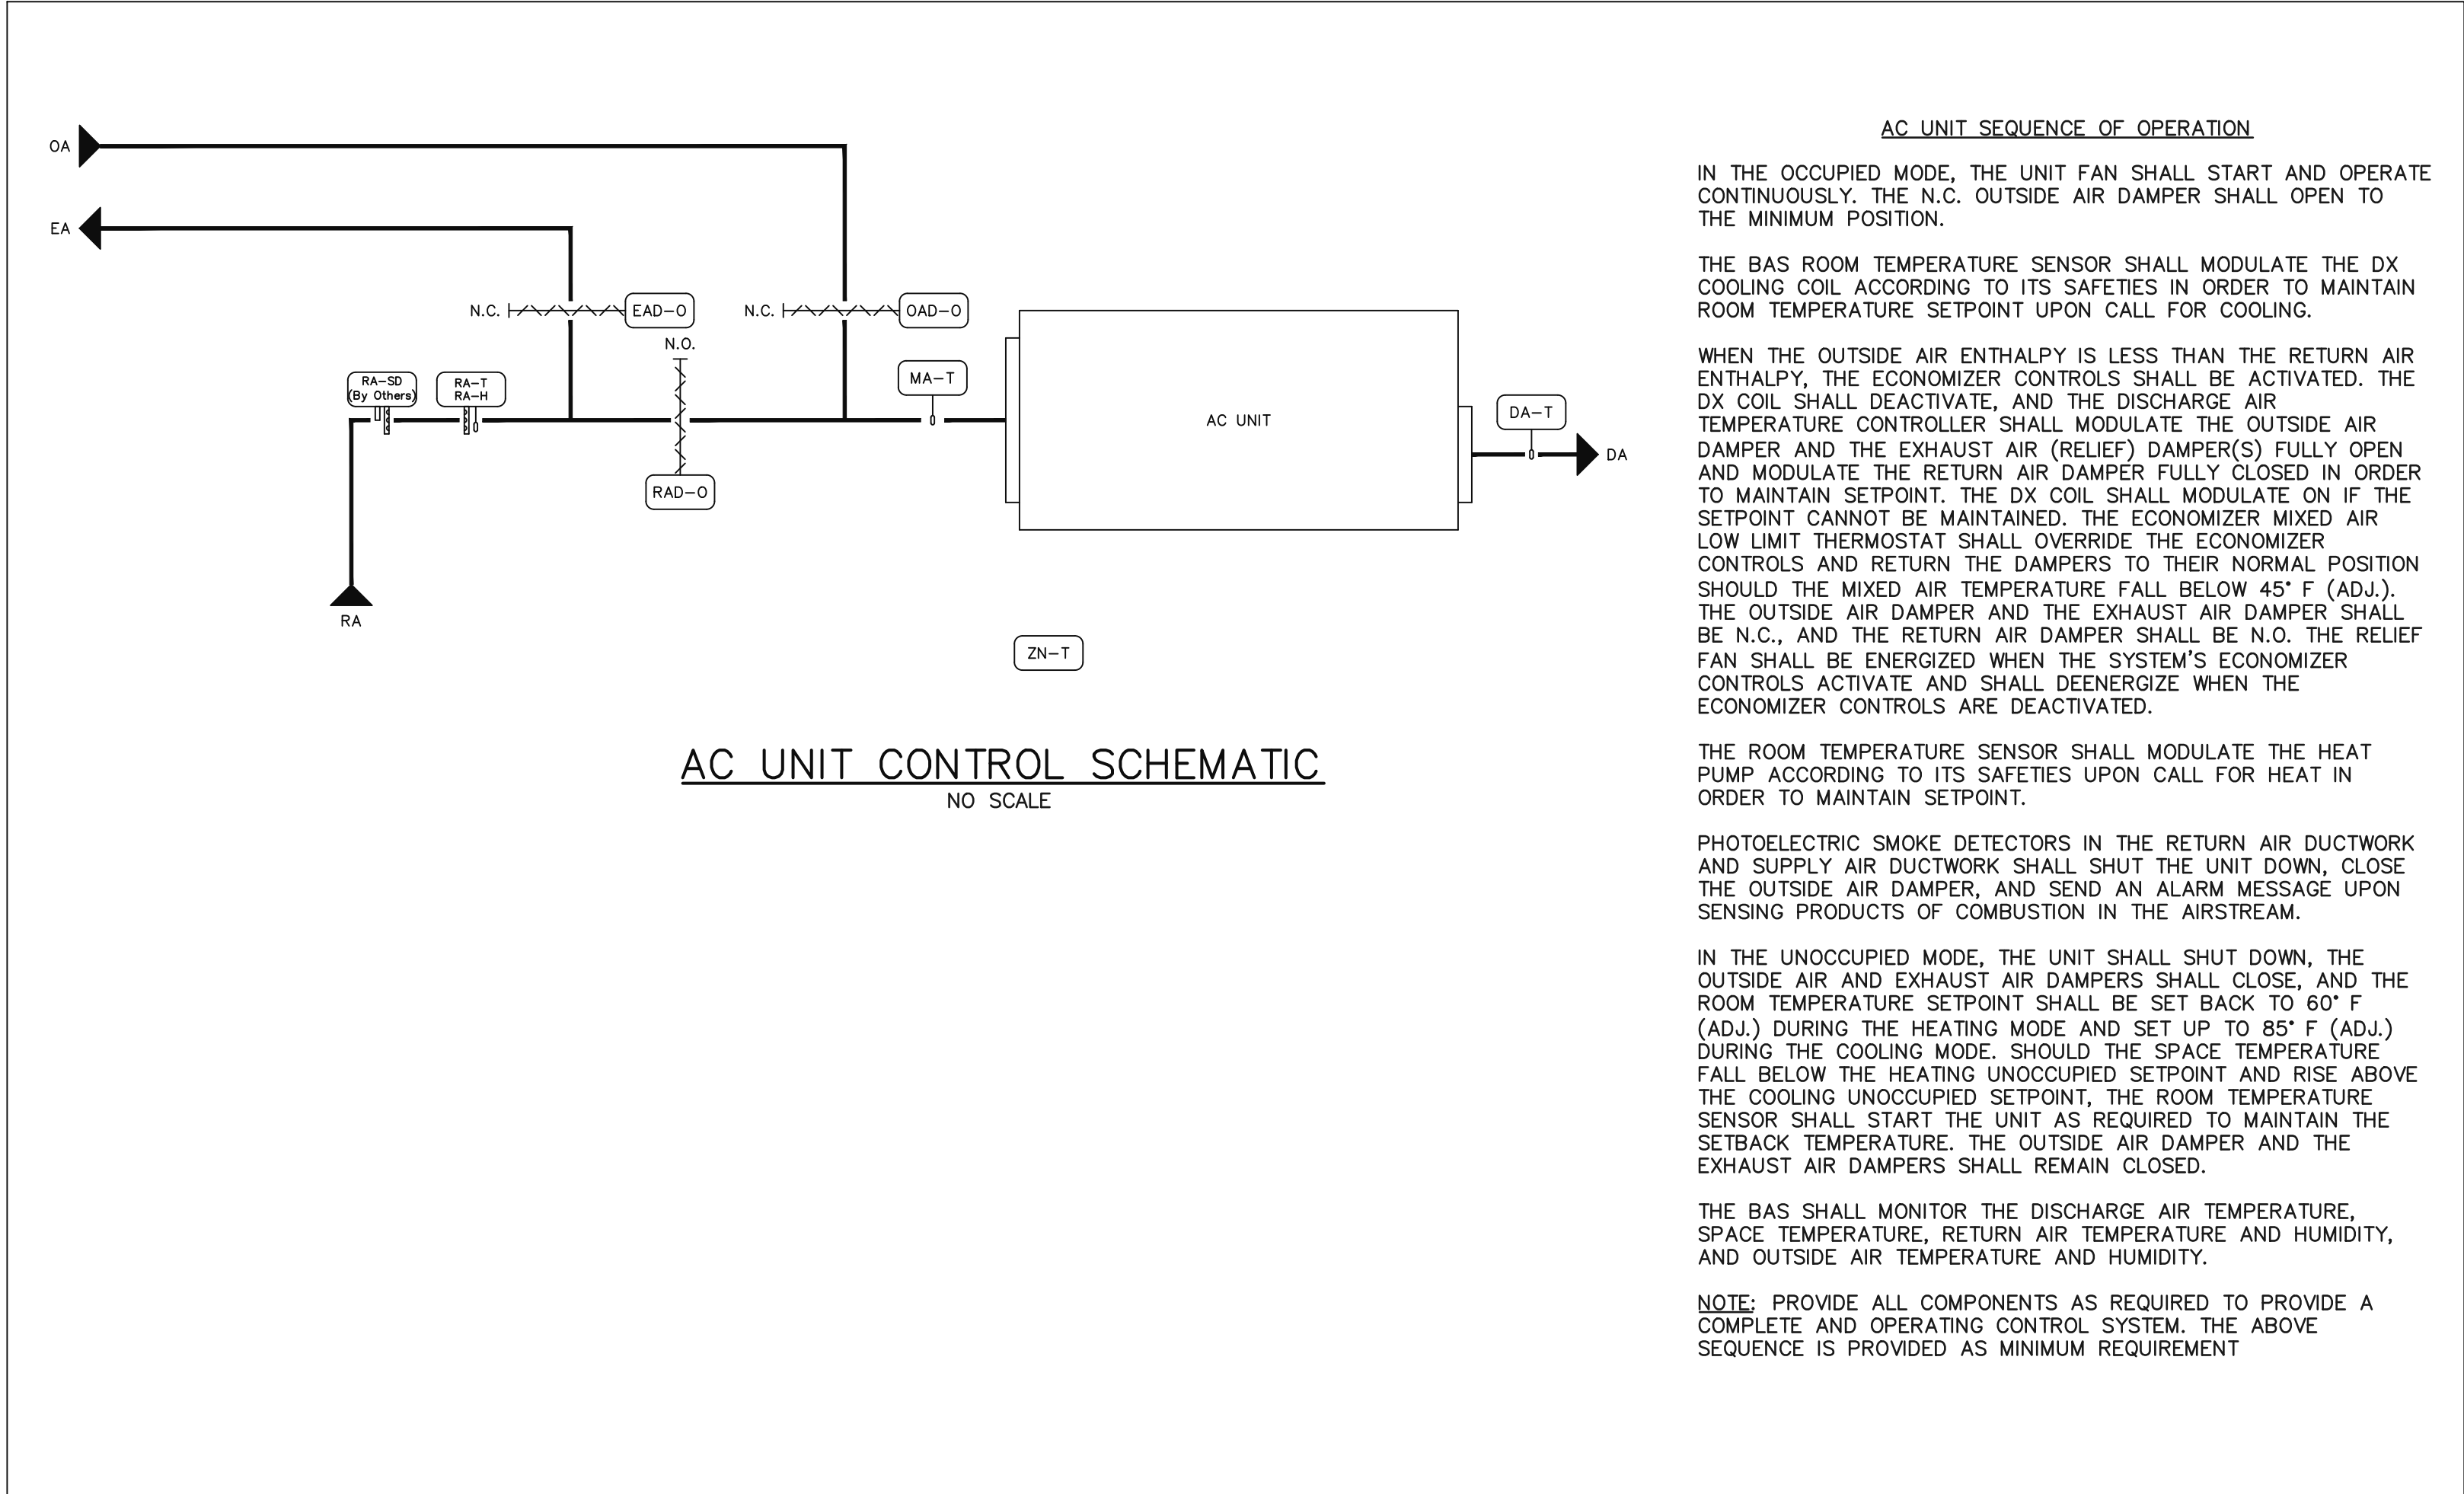 OA
EA
N.C.
EAD-O
N.C.
OAD-O
N.O.
RA-SD
(By Others)
RA-T
RA-H
MA-T
AC UNIT
DA-T
DA
RAD-O
RA
ZN-T
AC UNIT CONTROL SCHEMATIC
NO SCALE
AC UNIT SEQUENCE OF OPERATION
IN THE OCCUPIED MODE, THE UNIT FAN SHALL START AND OPERATE
CONTINUOUSLY. THE N.C. OUTSIDE AIR DAMPER SHALL OPEN TO
THE MINIMUM POSITION.
THE BAS ROOM TEMPERATURE SENSOR SHALL MODULATE THE DX
COOLING COIL ACCORDING TO ITS SAFETIES IN ORDER TO MAINTAIN
ROOM TEMPERATURE SETPOINT UPON CALL FOR COOLING.
WHEN THE OUTSIDE AIR ENTHALPY IS LESS THAN THE RETURN AIR
ENTHALPY, THE ECONOMIZER CONTROLS SHALL BE ACTIVATED. THE
DX COIL SHALL DEACTIVATE, AND THE DISCHARGE AIR
TEMPERATURE CONTROLLER SHALL MODULATE THE OUTSIDE AIR
DAMPER AND THE EXHAUST AIR (RELIEF) DAMPER(S) FULLY OPEN
AND MODULATE THE RETURN AIR DAMPER FULLY CLOSED IN ORDER
TO MAINTAIN SETPOINT. THE DX COIL SHALL MODULATE ON IF THE
SETPOINT CANNOT BE MAINTAINED. THE ECONOMIZER MIXED AIR
LOW LIMIT THERMOSTAT SHALL OVERRIDE THE ECONOMIZER
CONTROLS AND RETURN THE DAMPERS TO THEIR NORMAL POSITION
SHOULD THE MIXED AIR TEMPERATURE FALL BELOW 45° F (ADJ.).
THE OUTSIDE AIR DAMPER AND THE EXHAUST AIR DAMPER SHALL
BE N.C., AND THE RETURN AIR DAMPER SHALL BE N.O. THE RELIEF
FAN SHALL BE ENERGIZED WHEN THE SYSTEM'S ECONOMIZER
CONTROLS ACTIVATE AND SHALL DEENERGIZE WHEN THE
ECONOMIZER CONTROLS ARE DEACTIVATED.
THE ROOM TEMPERATURE SENSOR SHALL MODULATE THE HEAT
PUMP ACCORDING TO ITS SAFETIES UPON CALL FOR HEAT IN
ORDER TO MAINTAIN SETPOINT.
PHOTOELECTRIC SMOKE DETECTORS IN THE RETURN AIR DUCTWORK
AND SUPPLY AIR DUCTWORK SHALL SHUT THE UNIT DOWN, CLOSE
THE OUTSIDE AIR DAMPER, AND SEND AN ALARM MESSAGE UPON
SENSING PRODUCTS OF COMBUSTION IN THE AIRSTREAM.
IN THE UNOCCUPIED MODE, THE UNIT SHALL SHUT DOWN, THE
OUTSIDE AIR AND EXHAUST AIR DAMPERS SHALL CLOSE, AND THE
ROOM TEMPERATURE SETPOINT SHALL BE SET BACK TO 60° F
(ADJ.) DURING THE HEATING MODE AND SET UP TO 85° F (ADJ.)
DURING THE COOLING MODE. SHOULD THE SPACE TEMPERATURE
FALL BELOW THE HEATING UNOCCUPIED SETPOINT AND RISE ABOVE
THE COOLING UNOCCUPIED SETPOINT, THE ROOM TEMPERATURE
SENSOR SHALL START THE UNIT AS REQUIRED TO MAINTAIN THE
SETBACK TEMPERATURE. THE OUTSIDE AIR DAMPER AND THE
EXHAUST AIR DAMPERS SHALL REMAIN CLOSED.
THE BAS SHALL MONITOR THE DISCHARGE AIR TEMPERATURE,
SPACE TEMPERATURE, RETURN AIR TEMPERATURE AND HUMIDITY,
AND OUTSIDE AIR TEMPERATURE AND HUMIDITY.
NOTE: PROVIDE ALL COMPONENTS AS REQUIRED TO PROVIDE A
COMPLETE AND OPERATING CONTROL SYSTEM. THE ABOVE
SEQUENCE IS PROVIDED AS MINIMUM REQUIREMENT